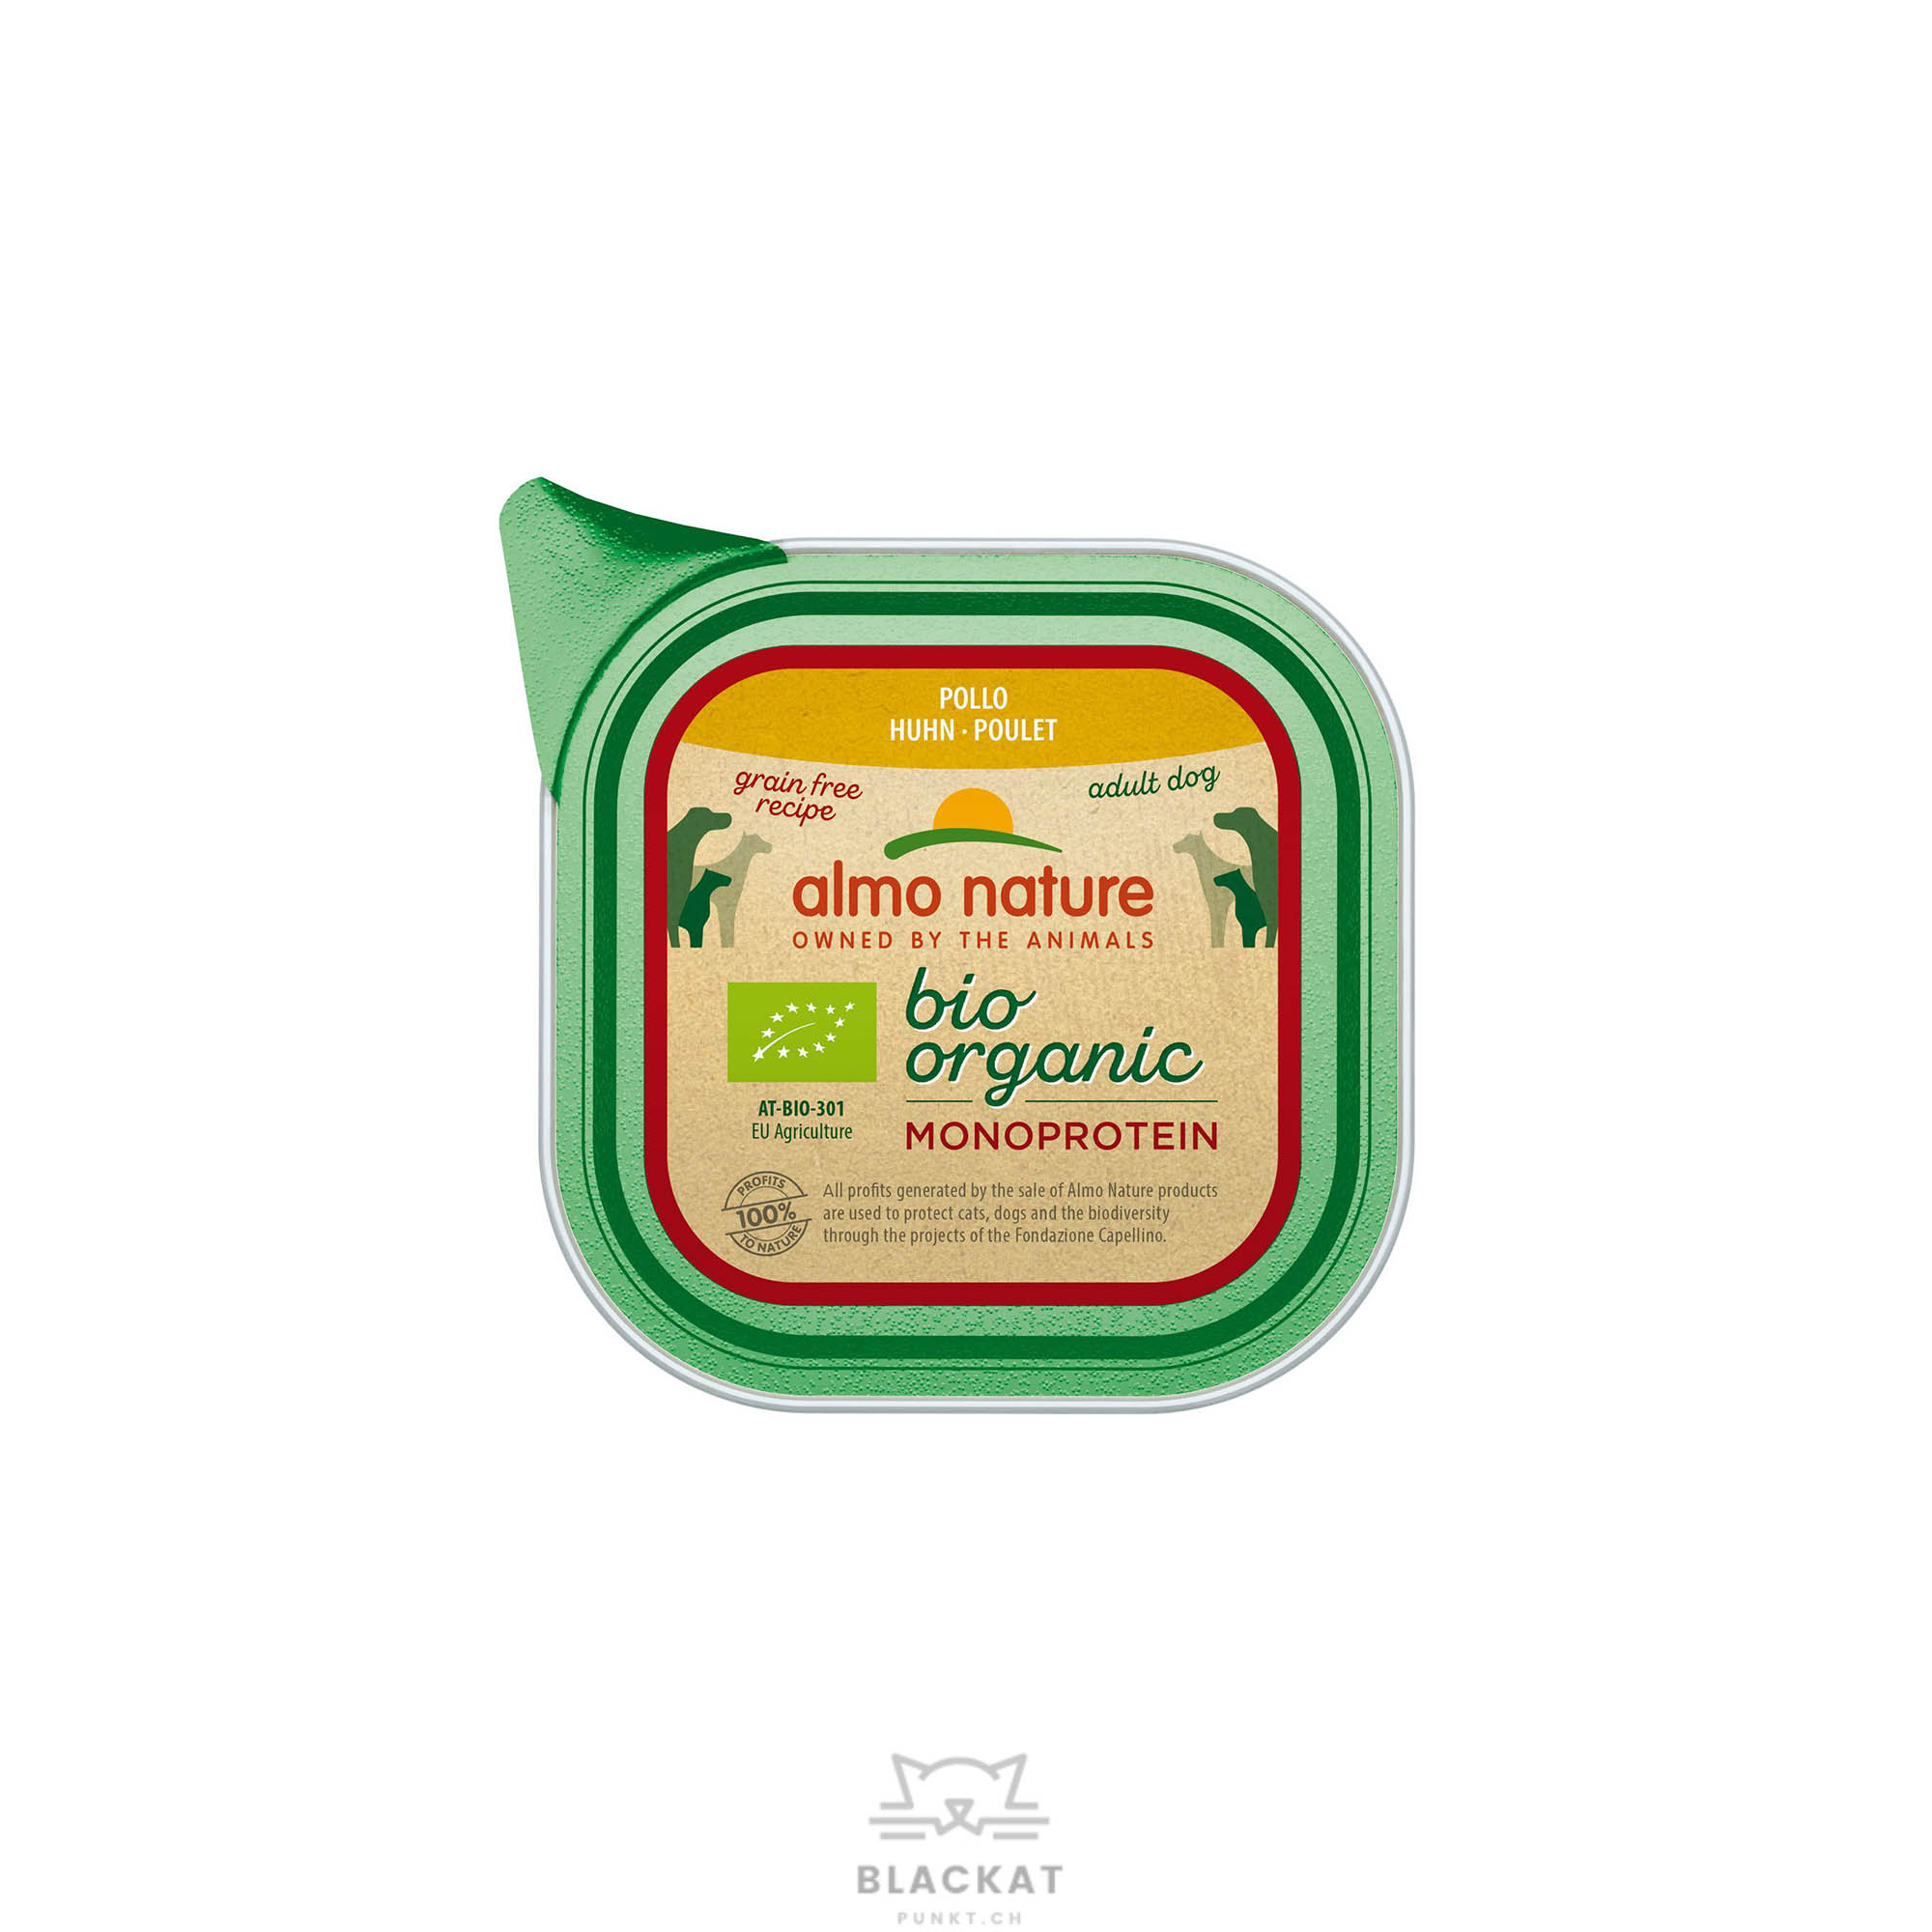 POLLO
HUHN · POULET
grain free
recipe
adult dog
almo nature
OWNED BY THE ANIMALS
bio
organic
MONOPROTEIN
AT-BIO-301
EU Agriculture
PROFITS
100%
TO NATURE
All profits generated by the sale of Almo Nature products
are used to protect cats, dogs and the biodiversity
through the projects of the Fondazione Capellino.
BLACKAT
PUNKT.CH